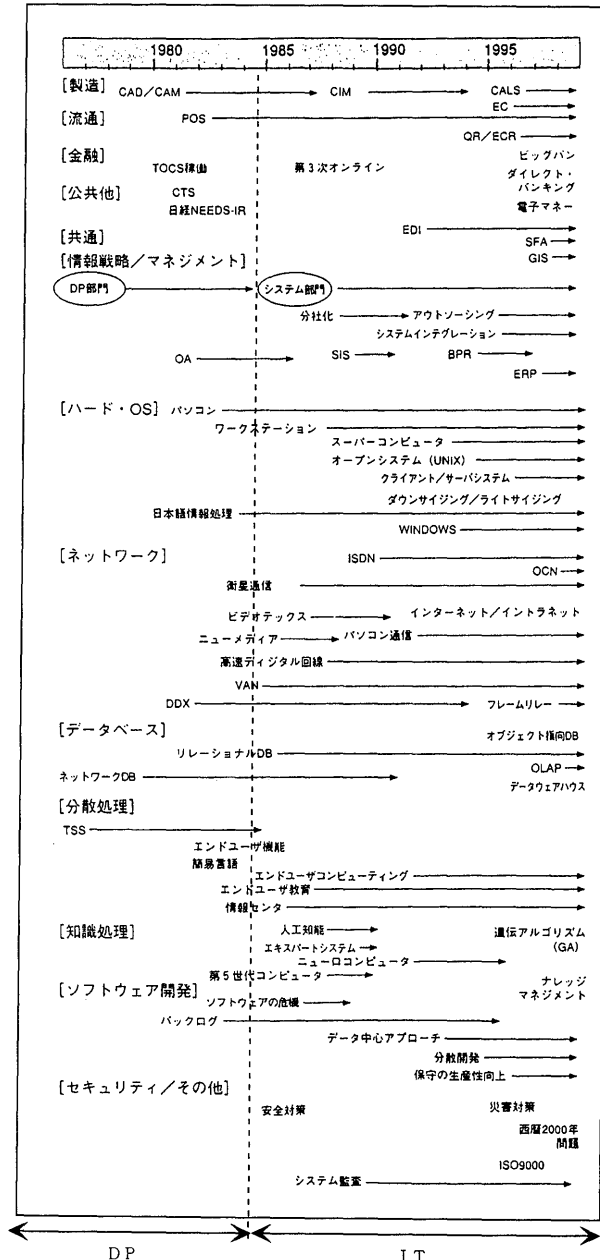 1980 1985 1990 1995
[製造]
CAD/CAM CIM CALS
EC
[流通]
POS
QR/ECR
[金融]
ビッグバン
TOCS稼働 第3次オンライン
ダイレクト・
バンキング
[公共他]
CTS
日経NEEDS-IR
電子マネー
EDI
[共通]
SFA
[情報戦略/マネジメント]
GIS
DP部門 システム部門
分社化 アウトソーシング
システムインテグレーション
OA SIS BPR
ERP
[ハード・OS] パソコン
ワークステーション
スーパーコンピュータ
オープンシステム (UNIX)
クライアント/サーバシステム
ダウンサイジング/ライトサイジング
日本語情報処理
WINDOWS
[ネットワーク]
ISDN
OCN
衛星通信
ビデオテックス インターネット/イントラネット
ニューメディア パソコン通信
高速ディジタル回線
VAN
DDX フレームリレー
[データベース]
オブジェクト指向DB
リレーショナルDB
OLAP
ネットワークDB
データウェアハウス
[分散処理]
TSS
エンドユーザ機能
簡易言語
エンドユーザコンピューティング
エンドユーザ教育
情報センタ
[知識処理]
人工知能 遺伝アルゴリズム
(GA)
エキスパートシステム
ニューロコンピュータ
第5世代コンピュータ
ナレッジ
マネジメント
[ソフトウェア開発]
ソフトウェアの危機
バックログ
データ中心アプローチ
分散開発
保守の生産性向上
[セキュリティ/その他]
安全対策 災害対策
西暦2000年
問題
ISO9000
システム監査
DP IT